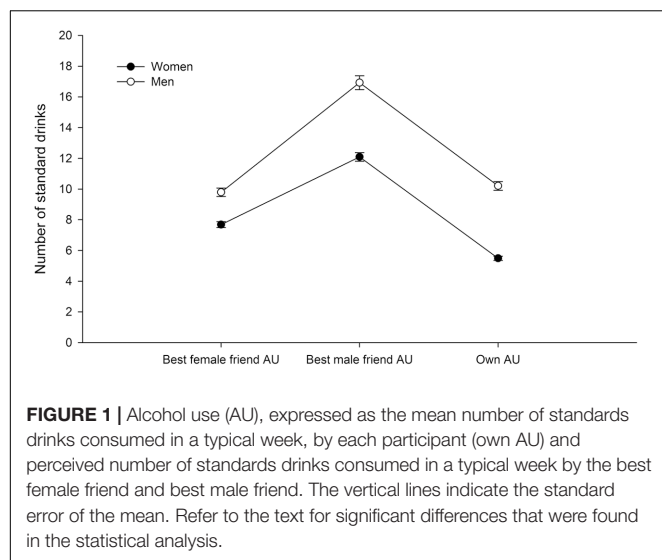 20
18
16
14
12
10
8
6
4
2
0
Number of standard drinks
Women
Men
Best female friend AU
Best male friend AU
Own AU
FIGURE 1 | Alcohol use (AU), expressed as the mean number of standards
drinks consumed in a typical week, by each participant (own AU) and
perceived number of standards drinks consumed in a typical week by the best
female friend and best male friend. The vertical lines indicate the standard
error of the mean. Refer to the text for significant differences that were found
in the statistical analysis.